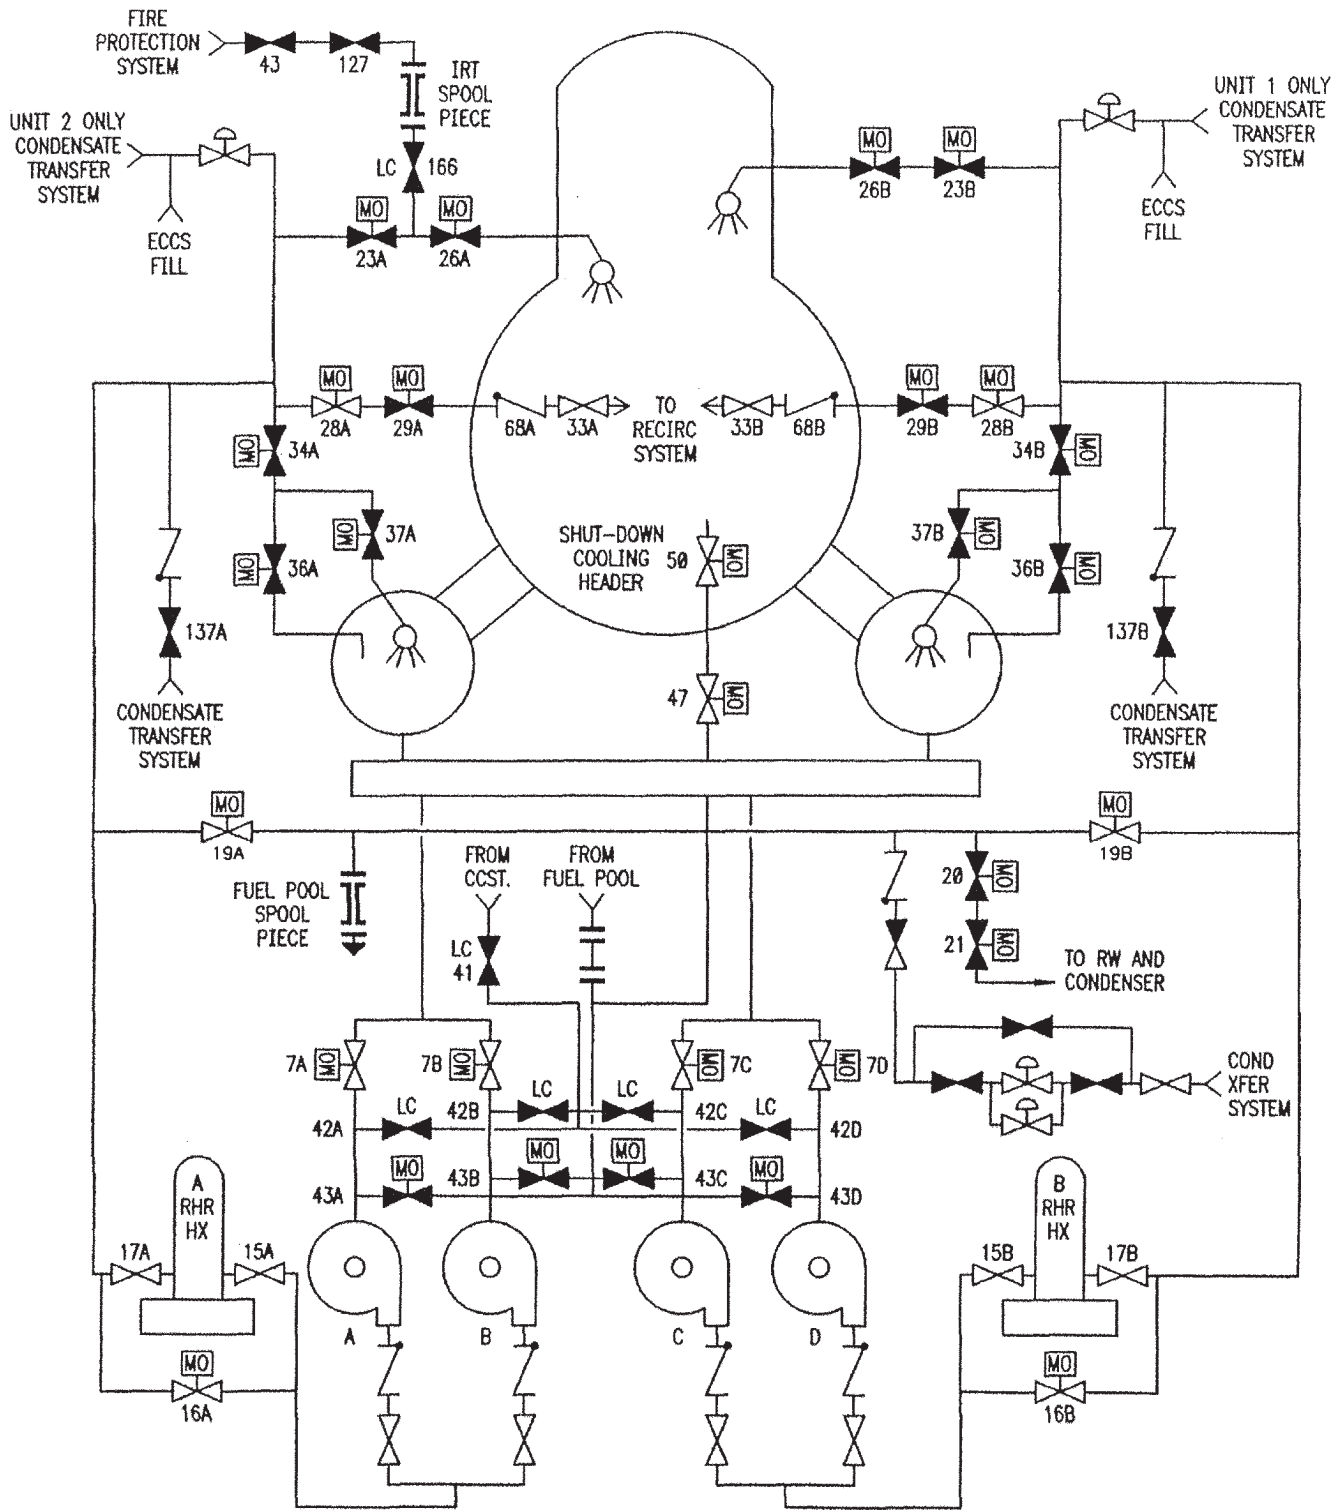 FIRE
PROTECTION
SYSTEM
43
127
IRT
SPOOL
PIECE
UNIT 2 ONLY
CONDENSATE
TRANSFER
SYSTEM
LC
166
ECCS
FILL
MO
23A
MO
26A
UNIT 1 ONLY
CONDENSATE
TRANSFER
SYSTEM
MO
26B
MO
23B
ECCS
FILL
MO
28A
MO
29A
68A
33A
TO
RECIRC
SYSTEM
33B
68B
MO
29B
MO
28B
MO
34A
34B
MO
MO
37A
37B
MO
MO
36A
36B
MO
SHUT-DOWN
COOLING
HEADER
50
MO
137A
137B
47
MO
CONDENSATE
TRANSFER
SYSTEM
CONDENSATE
TRANSFER
SYSTEM
MO
19A
MO
19B
FUEL POOL
SPOOL
PIECE
FROM
CCST.
FROM
FUEL POOL
LC
41
20
MO
21
MO
TO RW AND
CONDENSER
7A
MO
7B
MO
7C
MO
7D
MO
COND
XFER
SYSTEM
42A
LC
42B
LC
LC
42C
LC
42D
43A
MO
43B
MO
MO
43C
MO
43D
A
RHR
HX
17A
15A
B
RHR
HX
15B
17B
A
B
C
D
MO
16A
MO
16B